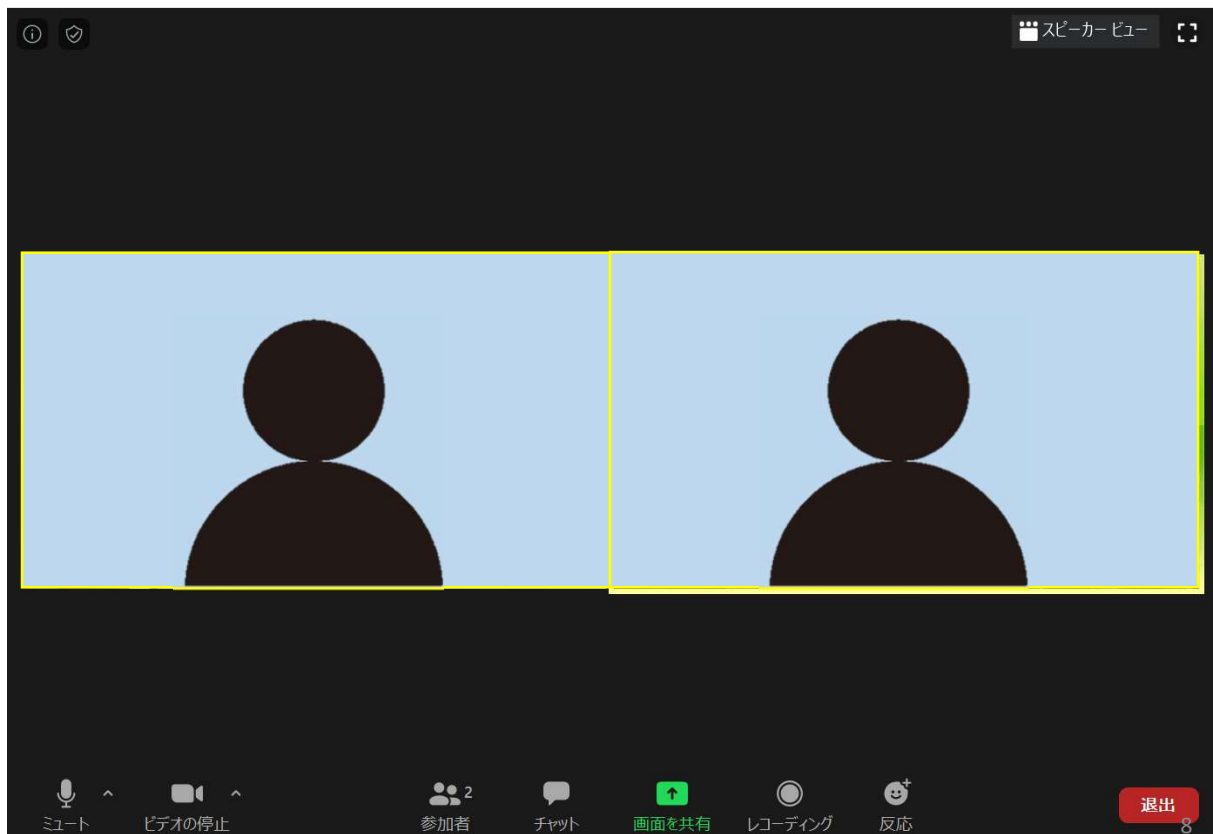 スピーカー ビュー
ミュート
ビデオの停止
参加者
2
チャット
画面を共有
レコーディング
反応
退出
8